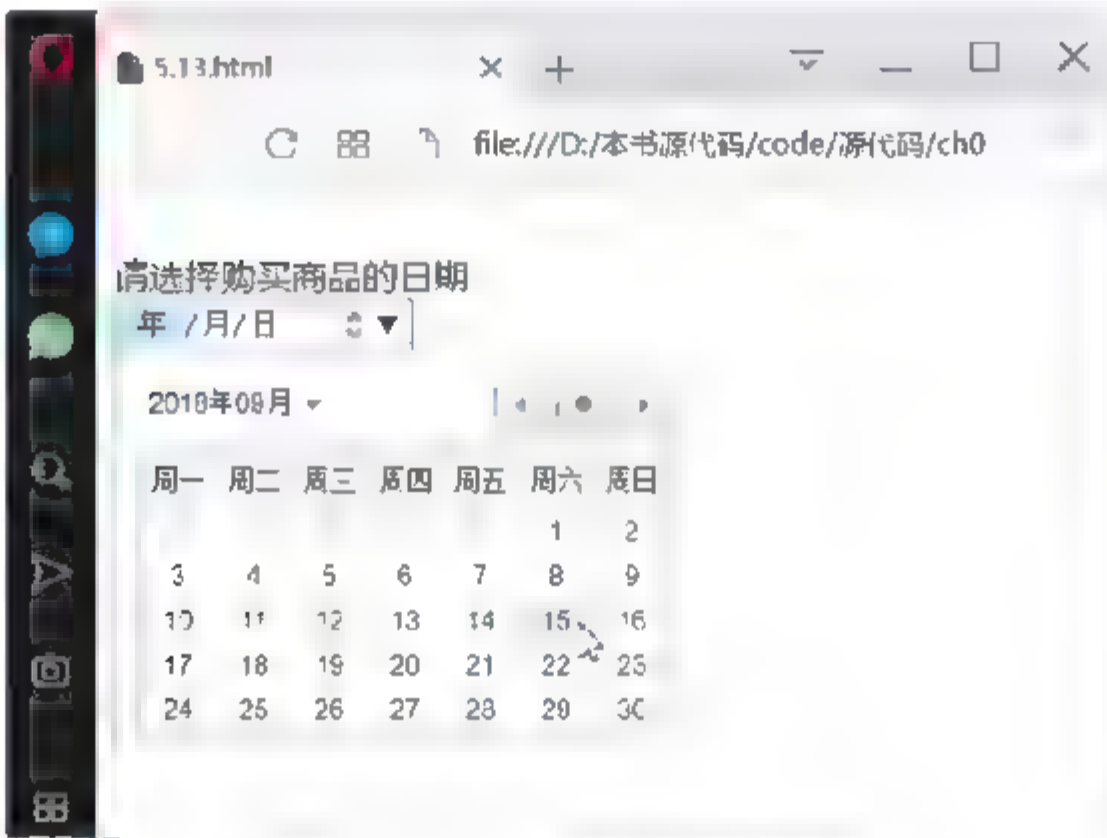 5.13.html
file:///D:/本书源代码/code/源代码/ch0
请选择购买商品的日期
年 /月/日
2018年09月
周一 周二 周三 周四 周五 周六 周日
1 2
3 4 5 6 7 8 9
10 11 12 13 14 15 16
17 18 19 20 21 22 23
24 25 26 27 28 29 30